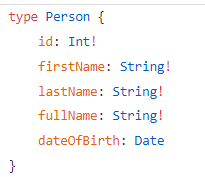 type Person {
    id: Int!
    firstName: String!
    lastName: String!
    fullName: String!
    dateOfBirth: Date
}